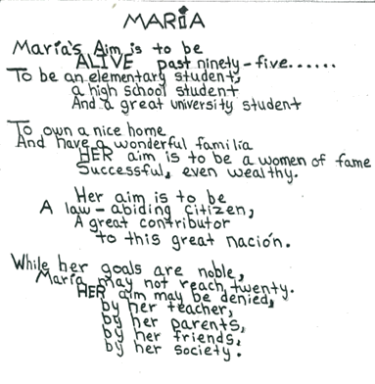 MARIA
María's Aim is to be
ALIVE past ninety-five......
To be an elementary student,
a high school student
And a great university student
To own a nice home
And have a wonderful familia
HER aim is to be a women of fame
Successful, even wealthy.
Her aim is to be
A law-abiding citizen,
A great contributor
to this great nación.
While her goals are noble,
María may not reach twenty.
HER aim may be denied,
by her teacher,
by her parents,
by her friends,
by her society.